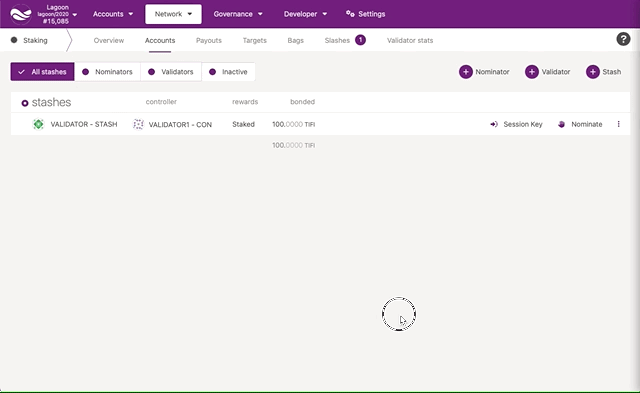 Lagoon
lagoon/2020
#15,085
Accounts
Network
Governance
Developer
Settings
Staking
Overview
Accounts
Payouts
Targets
Bags
Slashes 1
Validator stats
?
All stashes
Nominators
Validators
Inactive
Nominator
Validator
Stash
stashes controller rewards bonded
VALIDATOR - STASH VALIDATOR1 - CON Staked 100.0000 TIFI Session Key Nominate
100.0000 TIFI